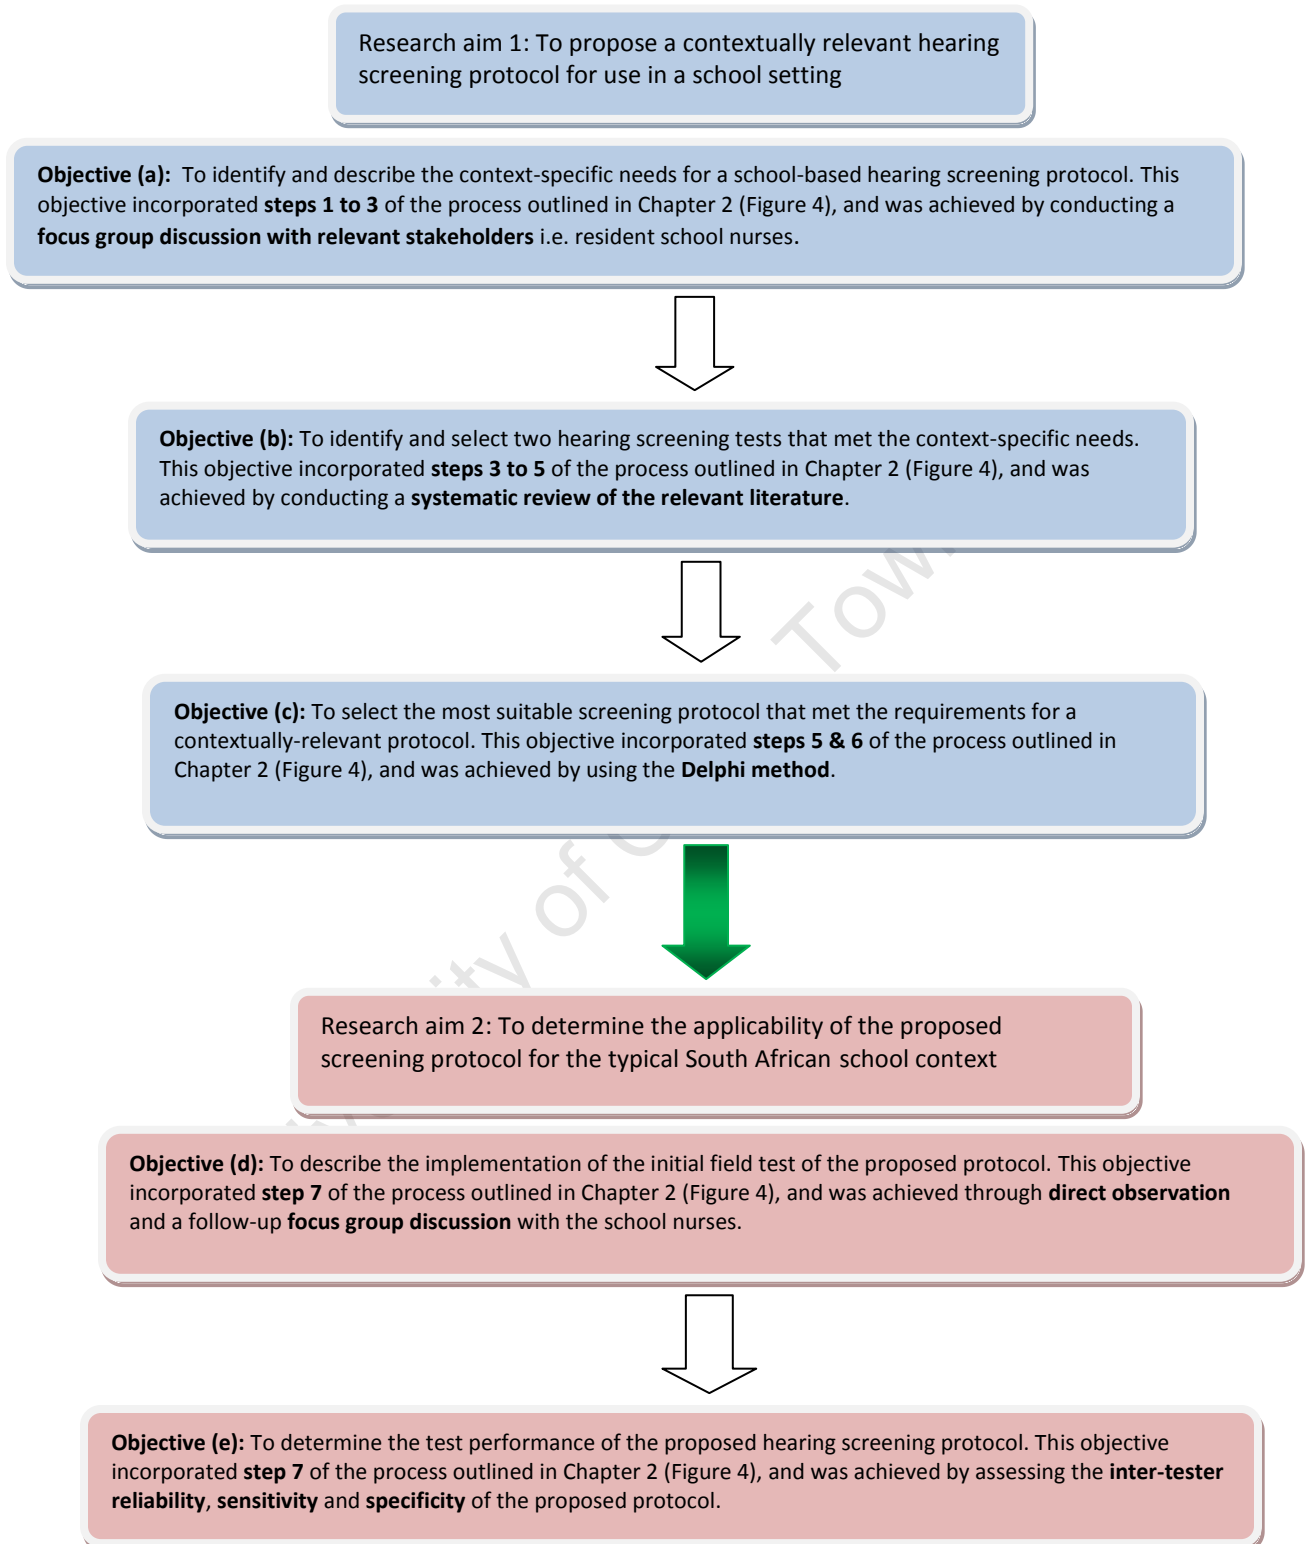 Research aim 1: To propose a contextually relevant hearing
screening protocol for use in a school setting
Objective (a): To identify and describe the context-specific needs for a school-based hearing screening protocol. This
objective incorporated steps 1 to 3 of the process outlined in Chapter 2 (Figure 4), and was achieved by conducting a
focus group discussion with relevant stakeholders i.e. resident school nurses.
Objective (b): To identify and select two hearing screening tests that met the context-specific needs.
This objective incorporated steps 3 to 5 of the process outlined in Chapter 2 (Figure 4), and was
achieved by conducting a systematic review of the relevant literature.
Objective (c): To select the most suitable screening protocol that met the requirements for a
contextually-relevant protocol. This objective incorporated steps 5 & 6 of the process outlined in
Chapter 2 (Figure 4), and was achieved by using the Delphi method.
Research aim 2: To determine the applicability of the proposed
screening protocol for the typical South African school context
Objective (d): To describe the implementation of the initial field test of the proposed protocol. This objective
incorporated step 7 of the process outlined in Chapter 2 (Figure 4), and was achieved through direct observation
and a follow-up focus group discussion with the school nurses.
Objective (e): To determine the test performance of the proposed hearing screening protocol. This objective
incorporated step 7 of the process outlined in Chapter 2 (Figure 4), and was achieved by assessing the inter-tester
reliability, sensitivity and specificity of the proposed protocol.